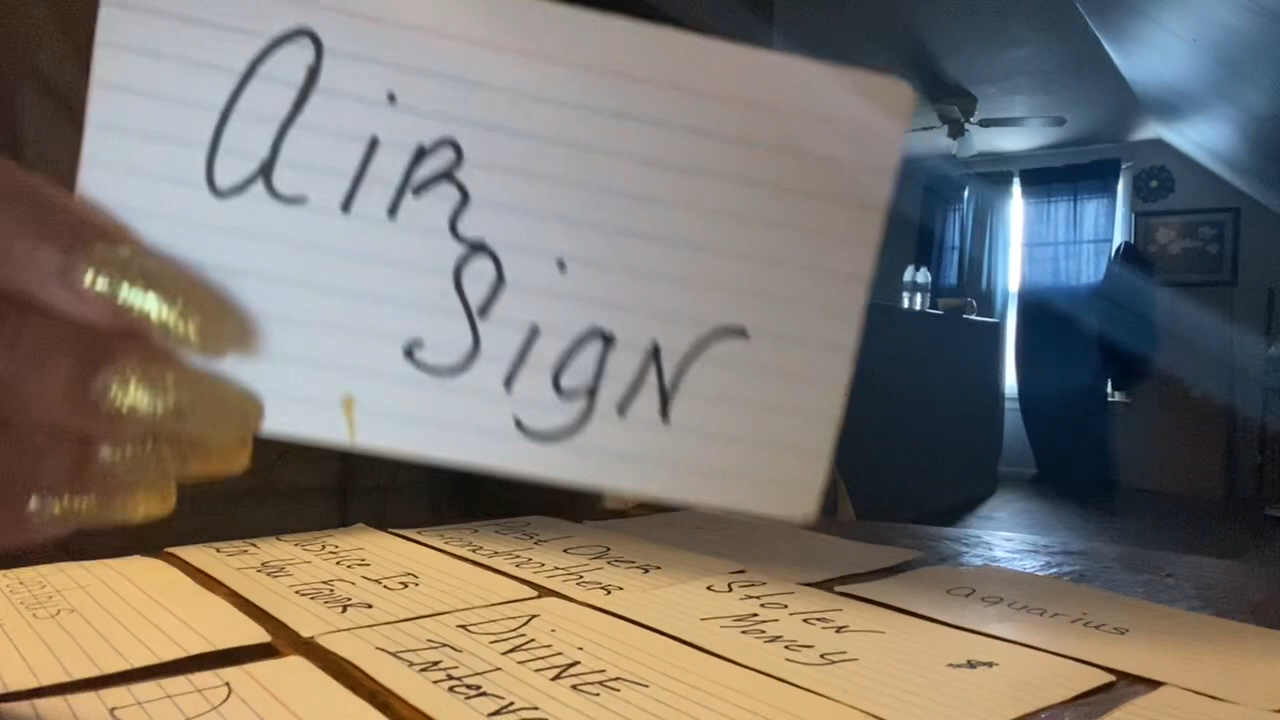 AiR
SigN
Justice Is
In You Favor
Past Over
Grandmother
'Stolen
Money
$
aquarius
DIVINE